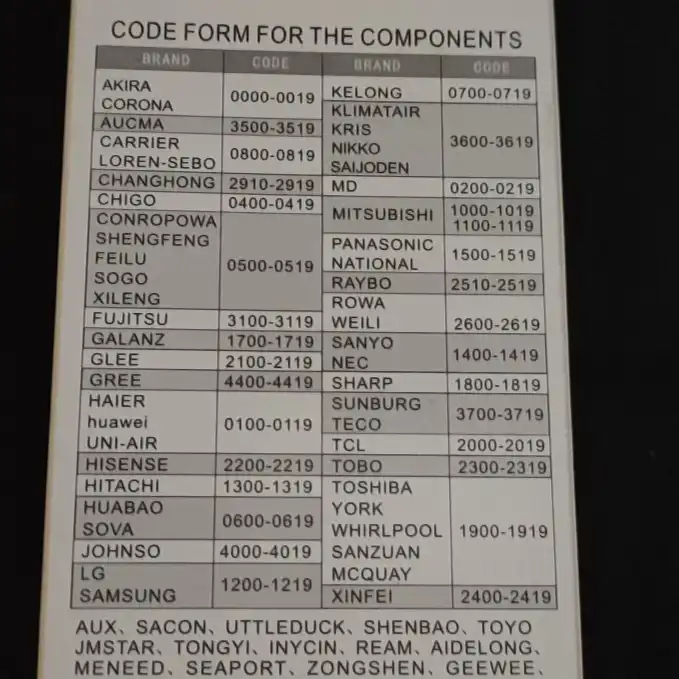 CODE FORM FOR THE COMPONENTS
BRAND CODE BRAND CODE
AKIRA
CORONA
0000-0019
AUCMA 3500-3519
CARRIER
LOREN-SEBO
0800-0819
CHANGHONG 2910-2919
CHIGO 0400-0419
CONROPOWA
SHENGFENG
FEILU
SOGO
XILENG
0500-0519
FUJITSU 3100-3119
GALANZ 1700-1719
GLEE 2100-2119
GREE 4400-4419
HAIER
huawei
UNI-AIR
0100-0119
HISENSE 2200-2219
HITACHI 1300-1319
HUABAO
SOVA
0600-0619
JOHNSO 4000-4019
LG
SAMSUNG
1200-1219
KELONG 0700-0719
KLIMATAIR
KRIS
NIKKO
SAIJODEN
3600-3619
MD 0200-0219
MITSUBISHI
1000-1019
1100-1119
PANASONIC
NATIONAL
1500-1519
RAYBO 2510-2519
ROWA
WEILI
2600-2619
SANYO
NEC
1400-1419
SHARP 1800-1819
SUNBURG
TECO
3700-3719
TCL 2000-2019
TOBO 2300-2319
TOSHIBA
YORK
WHIRLPOOL
SANZUAN
MCQUAY
1900-1919
XINFEI 2400-2419
AUX、SACON、UTTLEDUCK、SHENBAO、TOYO
JMSTAR、TONGYI、INYCIN、REAM、AIDELONG、
MENEED、SEAPORT、ZONGSHEN、GEEWEE、